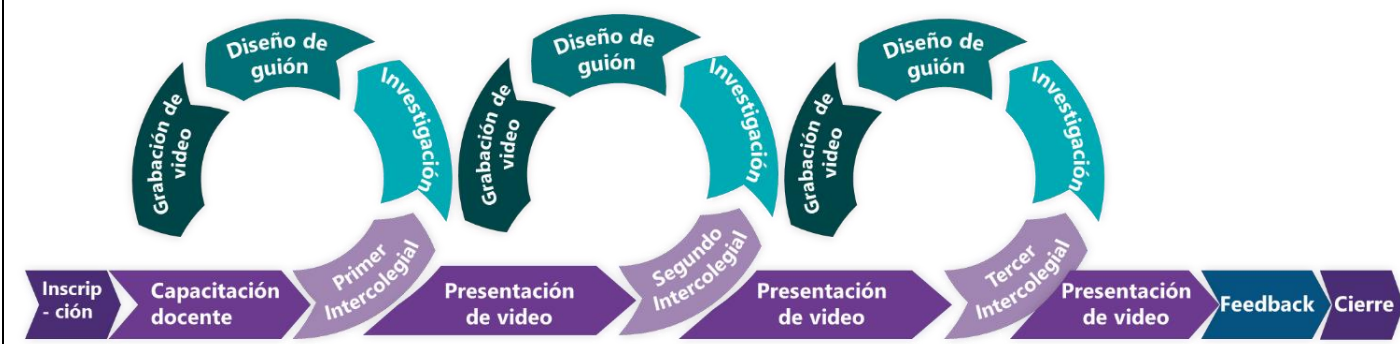 Inscrip
- ción
Capacitación
docente
Primer
Intercolegial
Investigación
Diseño de
guión
Grabación de
video
Presentación
de video
Segundo
Intercolegial
Investigación
Diseño de
guión
Grabación de
video
Presentación
de video
Tercer
Intercolegial
Investigación
Diseño de
guión
Grabación de
video
Presentación
de video
Feedback
Cierre